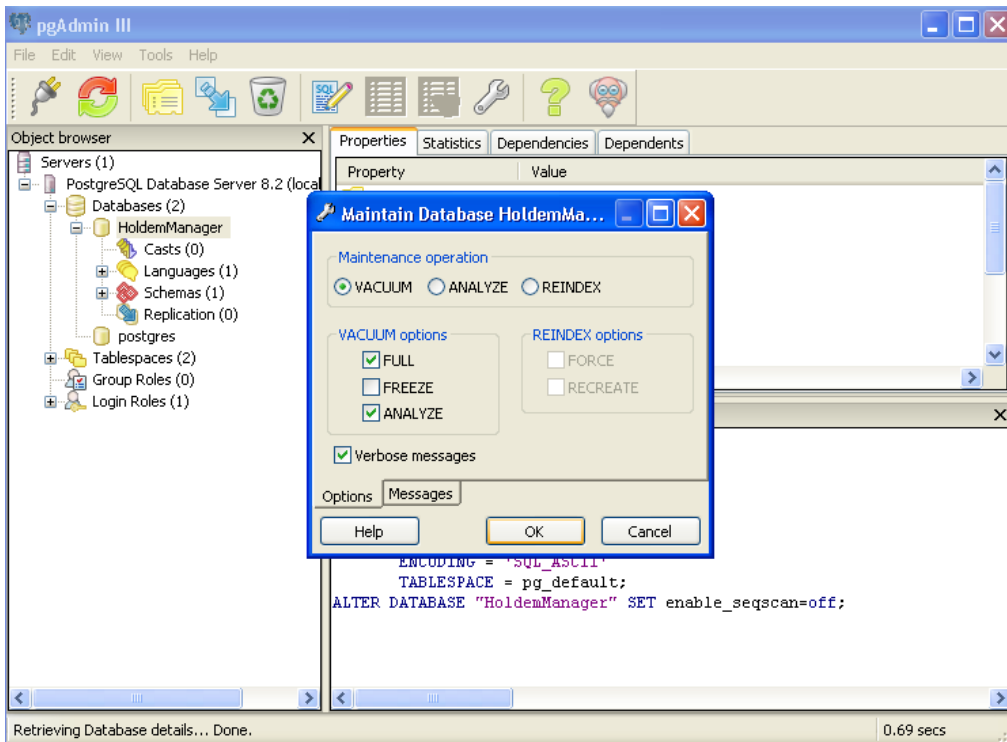 pgAdmin III
File Edit View Tools Help
SQL
Object browser
Servers (1)
PostgreSQL Database Server 8.2 (local
Databases (2)
HoldemManager
Casts (0)
Languages (1)
Schemas (1)
Replication (0)
postgres
Tablespaces (2)
Group Roles (0)
Login Roles (1)
Properties Statistics Dependencies Dependents
Property Value
Maintain Database HoldemMa...
Maintenance operation
VACUUM ANALYZE REINDEX
VACUUM options
FULL
FREEZE
ANALYZE
REINDEX options
FORCE
RECREATE
Verbose messages
Options Messages
Help OK Cancel
ENCODING = 'SQL_ASCII'
TABLESPACE = pg_default;
ALTER DATABASE "HoldemManager" SET enable_seqscan=off;
Retrieving Database details... Done. 0.69 secs